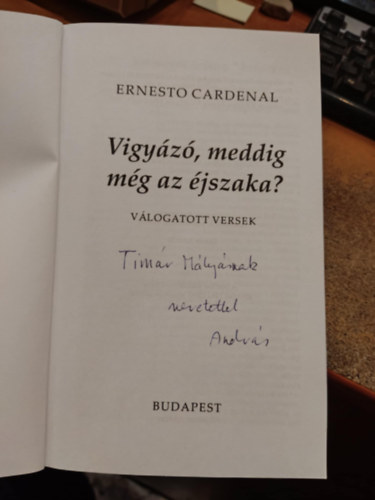 ERNESTO CARDENAL
Vigyázó, meddig
még az éjszaka?
VÁLOGATOTT VERSEK
Timár Mátyásnak
szeretettel
András
BUDAPEST